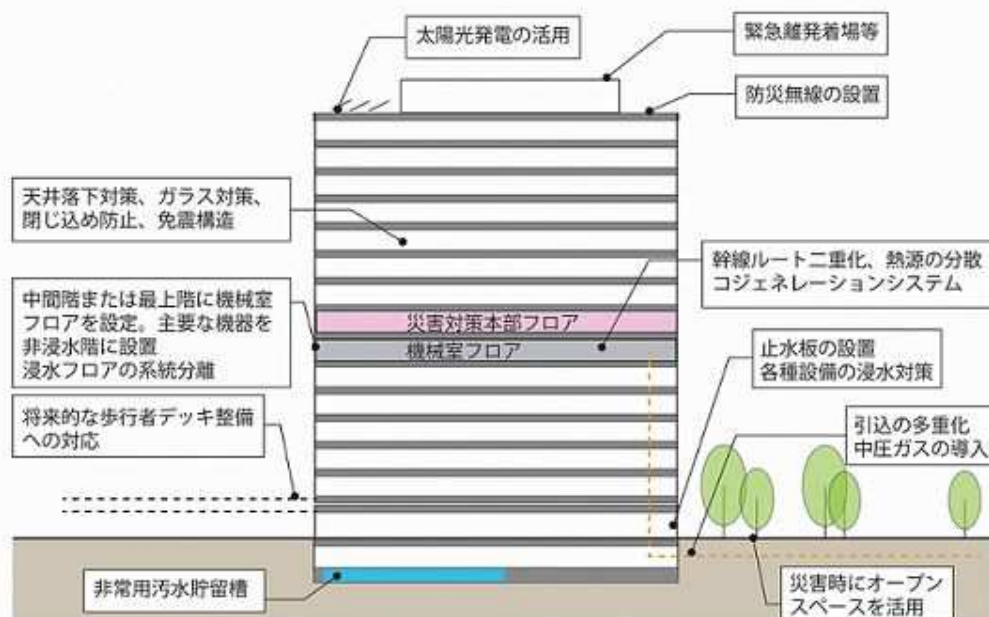 太陽光発電の活用
緊急離発着場等
防災無線の設置
天井落下対策、ガラス対策、
閉じ込め防止、免震構造
幹線ルート二重化、熱源の分散
コジェネレーションシステム
中間階または最上階に機械室
フロアを設定。主要な機器を
非浸水階に設置
浸水フロアの系統分離
災害対策本部フロア
機械室フロア
止水板の設置
各種設備の浸水対策
将来的な歩行者デッキ整備
への対応
引込の多重化
中圧ガスの導入
非常用汚水貯留槽
災害時にオープン
スペースを活用